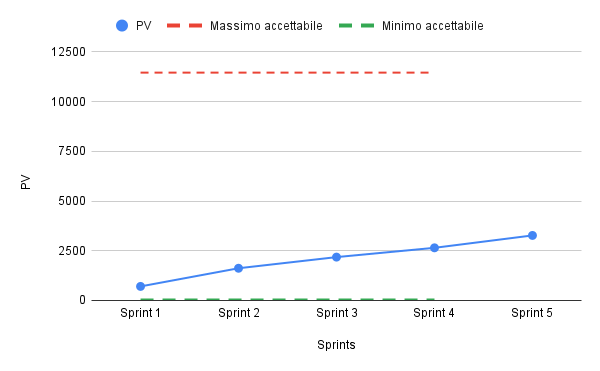 PV Massimo accettabile Minimo accettabile
12500
10000
7500
5000
2500
0
PV
Sprint 1 Sprint 2 Sprint 3 Sprint 4 Sprint 5
Sprints